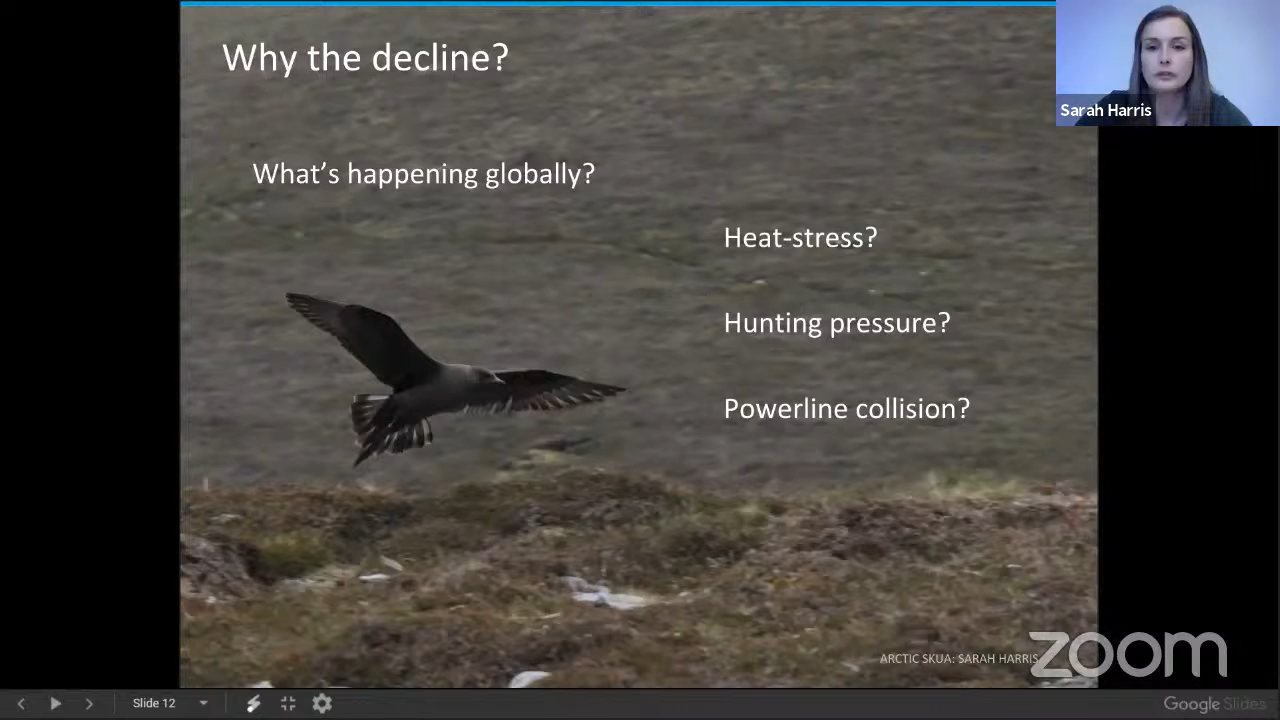 Why the decline?
Sarah Harris
What's happening globally?
Heat-stress?
Hunting pressure?
Powerline collision?
ARCTIC SKUA: SARAH HARRIS
zoom
Slide 12
Google Slides